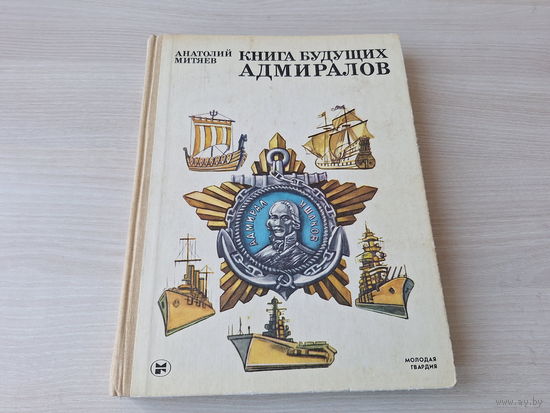 АНАТОЛИЙ
МИТЯЕВ
КНИГА БУДУЩИХ
АДМИРАЛОВ
АДМИРАЛ УШАКОВ
МОЛОДАЯ
ГВАРДИЯ
www.ay.by